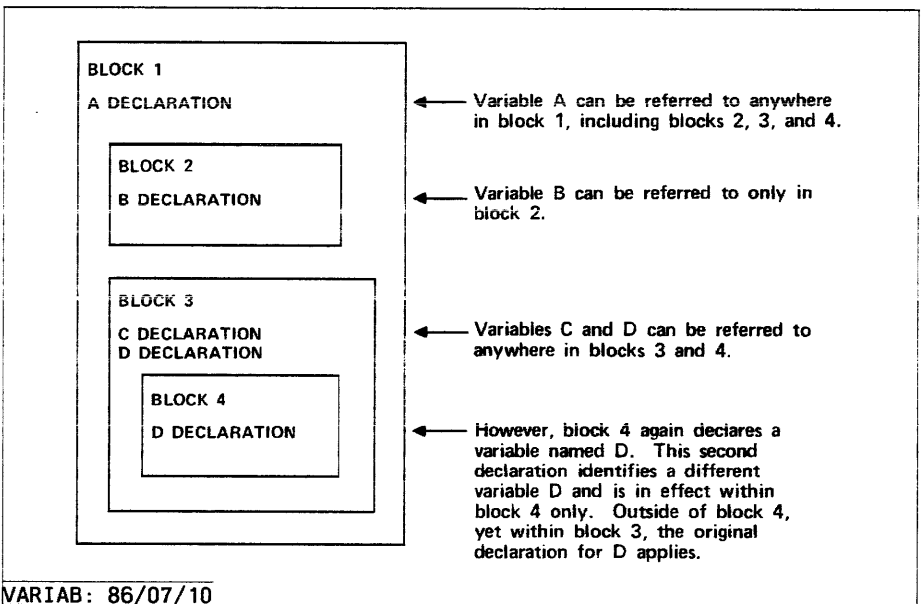 BLOCK 1
A DECLARATION
Variable A can be referred to anywhere
in block 1, including blocks 2, 3, and 4.
BLOCK 2
B DECLARATION
Variable B can be referred to only in
block 2.
BLOCK 3
C DECLARATION
D DECLARATION
Variables C and D can be referred to
anywhere in blocks 3 and 4.
BLOCK 4
D DECLARATION
However, block 4 again declares a
variable named D. This second
declaration identifies a different
variable D and is in effect within
block 4 only. Outside of block 4,
yet within block 3, the original
declaration for D applies.
VARIAB: 86/07/10